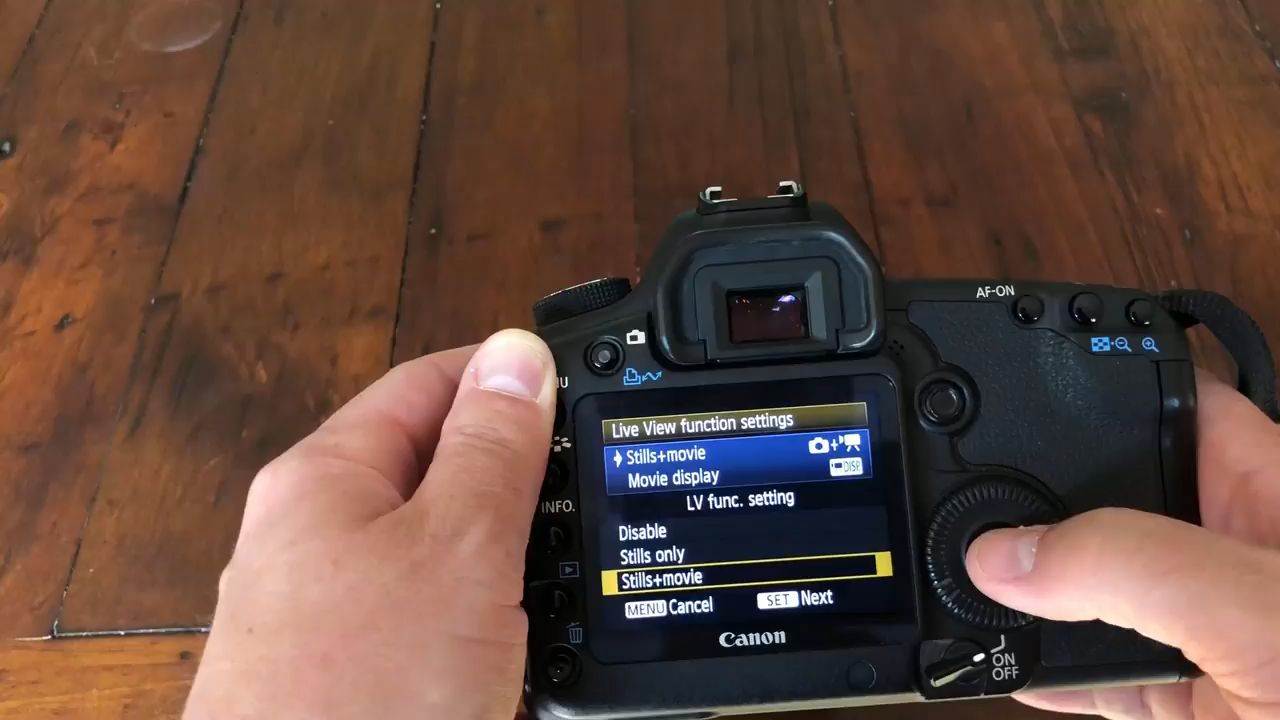 AF-ON
NU
Live View function settings
Stills+movie
Movie display DISP.
LV func. setting
Disable
INFO.
Stills only
Stills+movie
MENU Cancel SET Next
Canon
ON
OFF